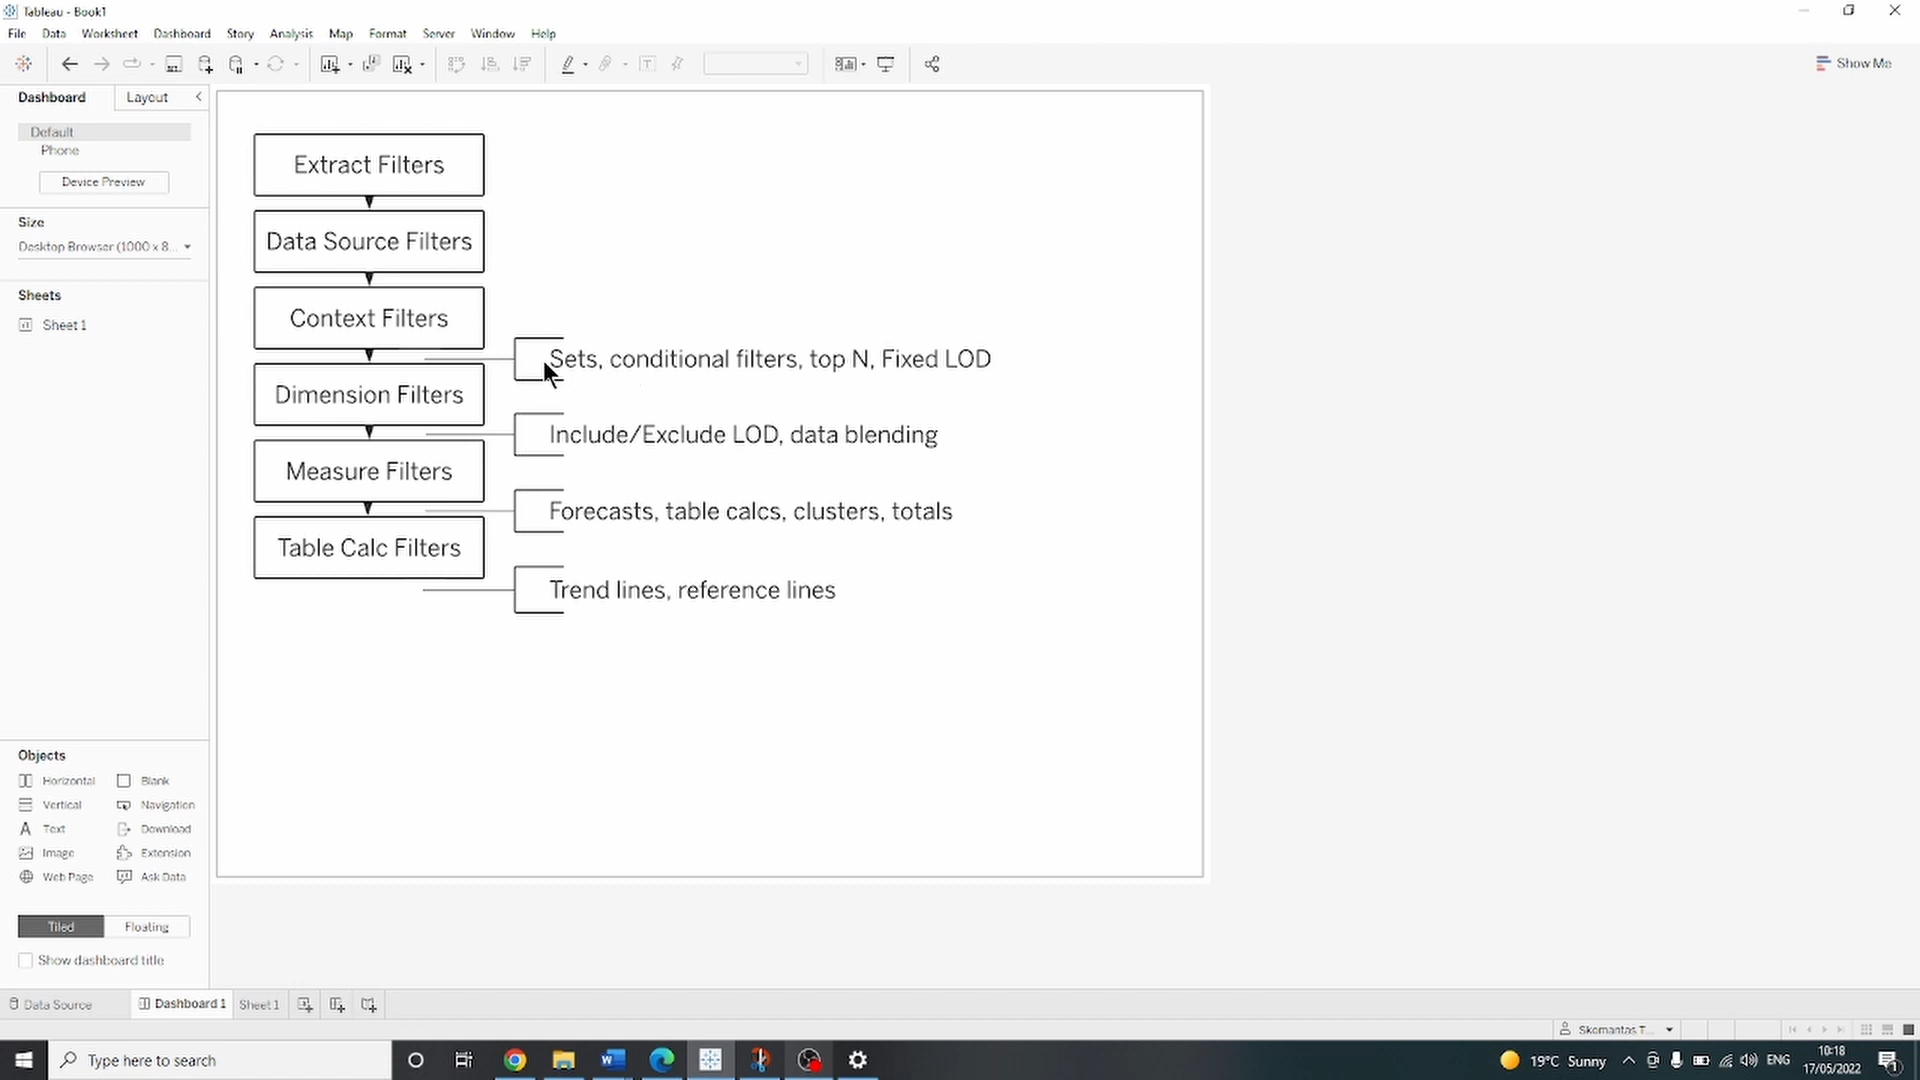 Tableau - Book1
File Data Worksheet Dashboard Story Analysis Map Format Server Window Help
Show Me
Dashboard Layout
Default
Phone
Device Preview
Size
Desktop Browser (1000 x 8...
Sheets
Sheet 1
Extract Filters
Data Source Filters
Context Filters
Sets, conditional filters, top N, Fixed LOD
Dimension Filters
Include/Exclude LOD, data blending
Measure Filters
Forecasts, table calcs, clusters, totals
Table Calc Filters
Trend lines, reference lines
Objects
Horizontal Blank
Vertical Navigation
Text Download
Image Extension
Web Page Ask Data
Tiled Floating
Show dashboard title
Data Source Dashboard 1 Sheet 1
Skomantas T...
Type here to search
19°C Sunny
ENG
10:18
17/05/2022